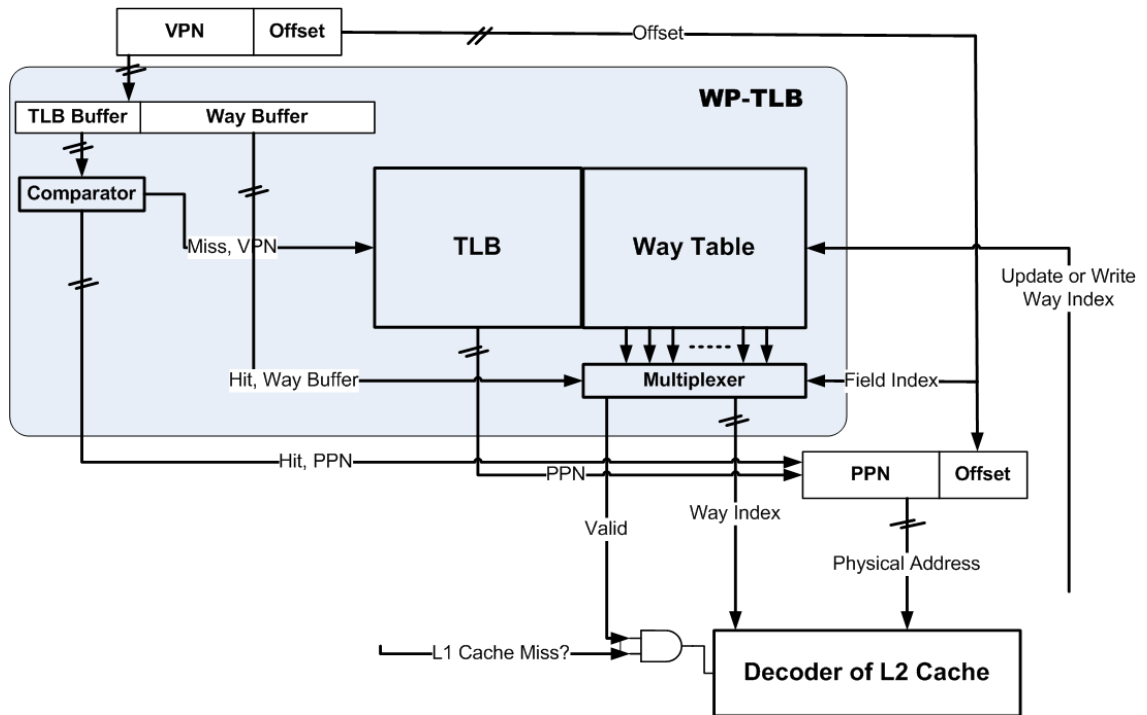 VPN
Offset
Offset
WP-TLB
TLB Buffer
Way Buffer
Comparator
Miss, VPN
TLB
Way Table
Update or Write
Way Index
Hit, Way Buffer
Multiplexer
Field Index
Hit, PPN
PPN
PPN
Offset
Valid
Way Index
Physical Address
L1 Cache Miss?
Decoder of L2 Cache